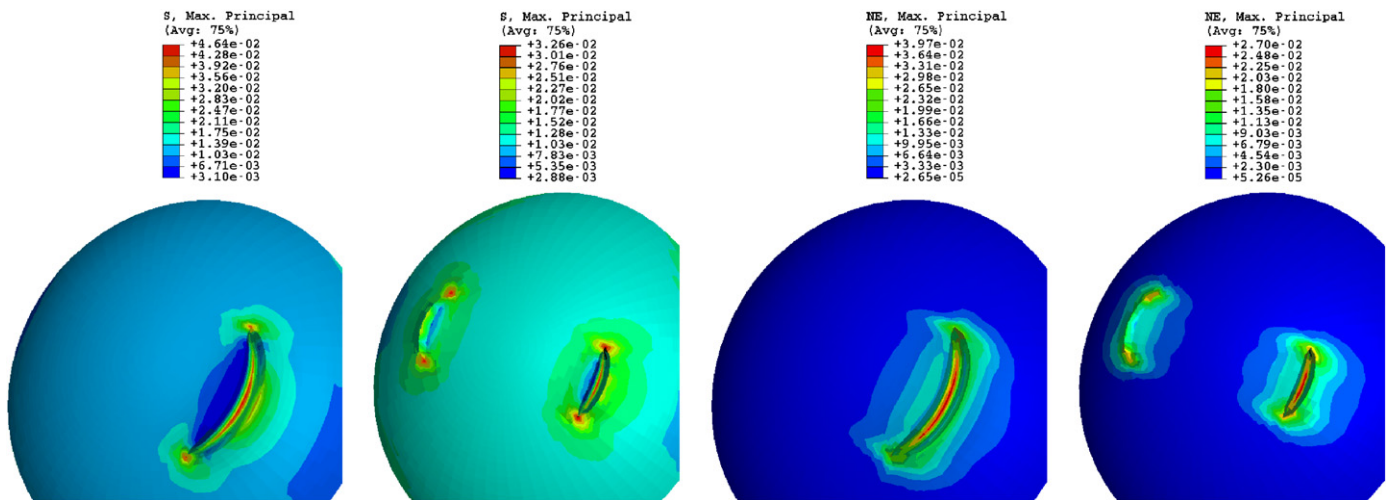 S, Max. Principal
(Avg: 75%)
+4.64e-02
+4.28e-02
+3.92e-02
+3.56e-02
+3.20e-02
+2.83e-02
+2.47e-02
+2.11e-02
+1.75e-02
+1.39e-02
+1.03e-02
+6.71e-03
+3.10e-03
S, Max. Principal
(Avg: 75%)
+3.26e-02
+3.01e-02
+2.76e-02
+2.51e-02
+2.27e-02
+2.02e-02
+1.77e-02
+1.52e-02
+1.28e-02
+1.03e-02
+7.83e-03
+5.35e-03
+2.88e-03
NE, Max. Principal
(Avg: 75%)
+3.97e-02
+3.64e-02
+3.31e-02
+2.98e-02
+2.65e-02
+2.32e-02
+1.99e-02
+1.66e-02
+1.33e-02
+9.95e-03
+6.64e-03
+3.33e-03
+2.65e-05
NE, Max. Principal
(Avg: 75%)
+2.70e-02
+2.48e-02
+2.25e-02
+2.03e-02
+1.80e-02
+1.58e-02
+1.35e-02
+1.13e-02
+9.03e-03
+6.79e-03
+4.54e-03
+2.30e-03
+5.26e-05